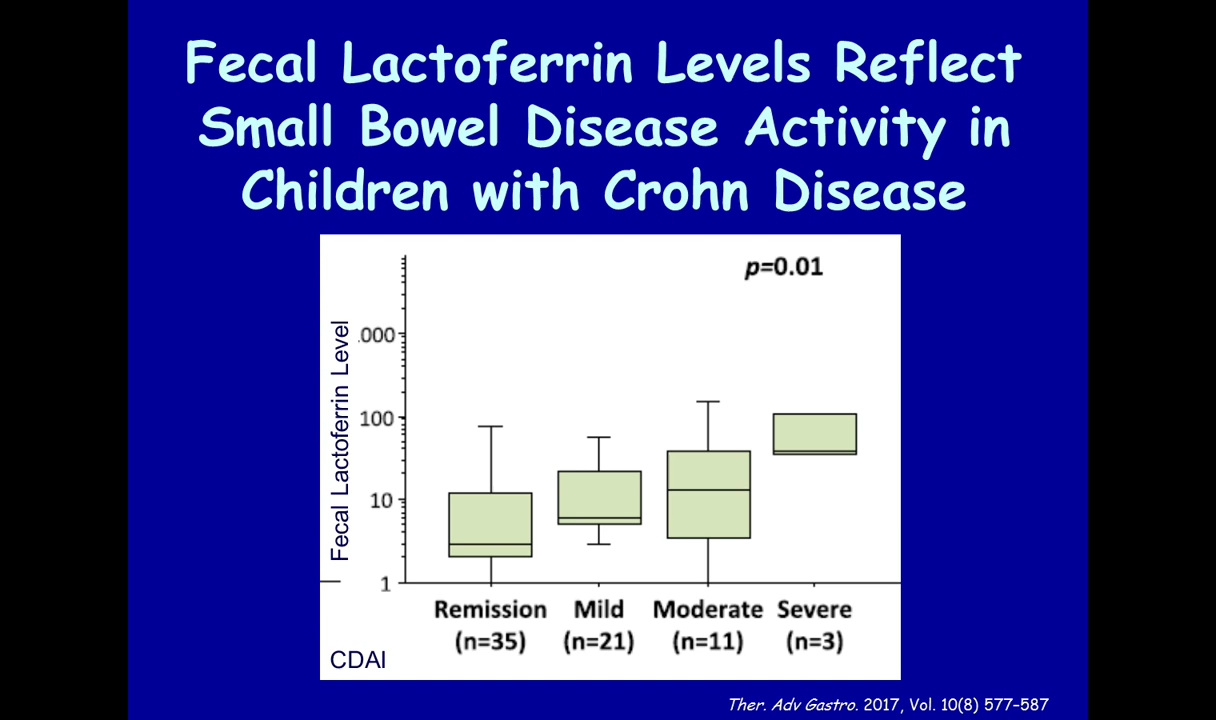 Fecal Lactoferrin Levels Reflect
Small Bowel Disease Activity in
Children with Crohn Disease
p=0.01
Fecal Lactoferrin Level
.000
100
10
1
Remission Mild Moderate Severe
(n=35) (n=21) (n=11) (n=3)
CDAI
Ther. Adv Gastro. 2017, Vol. 10(8) 577-587